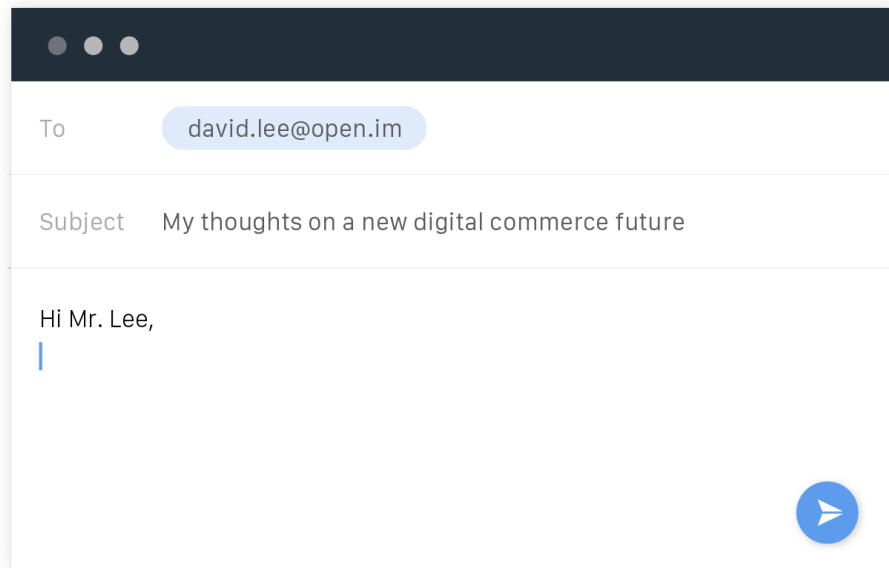 To david.lee@open.im
Subject My thoughts on a new digital commerce future
Hi Mr. Lee,